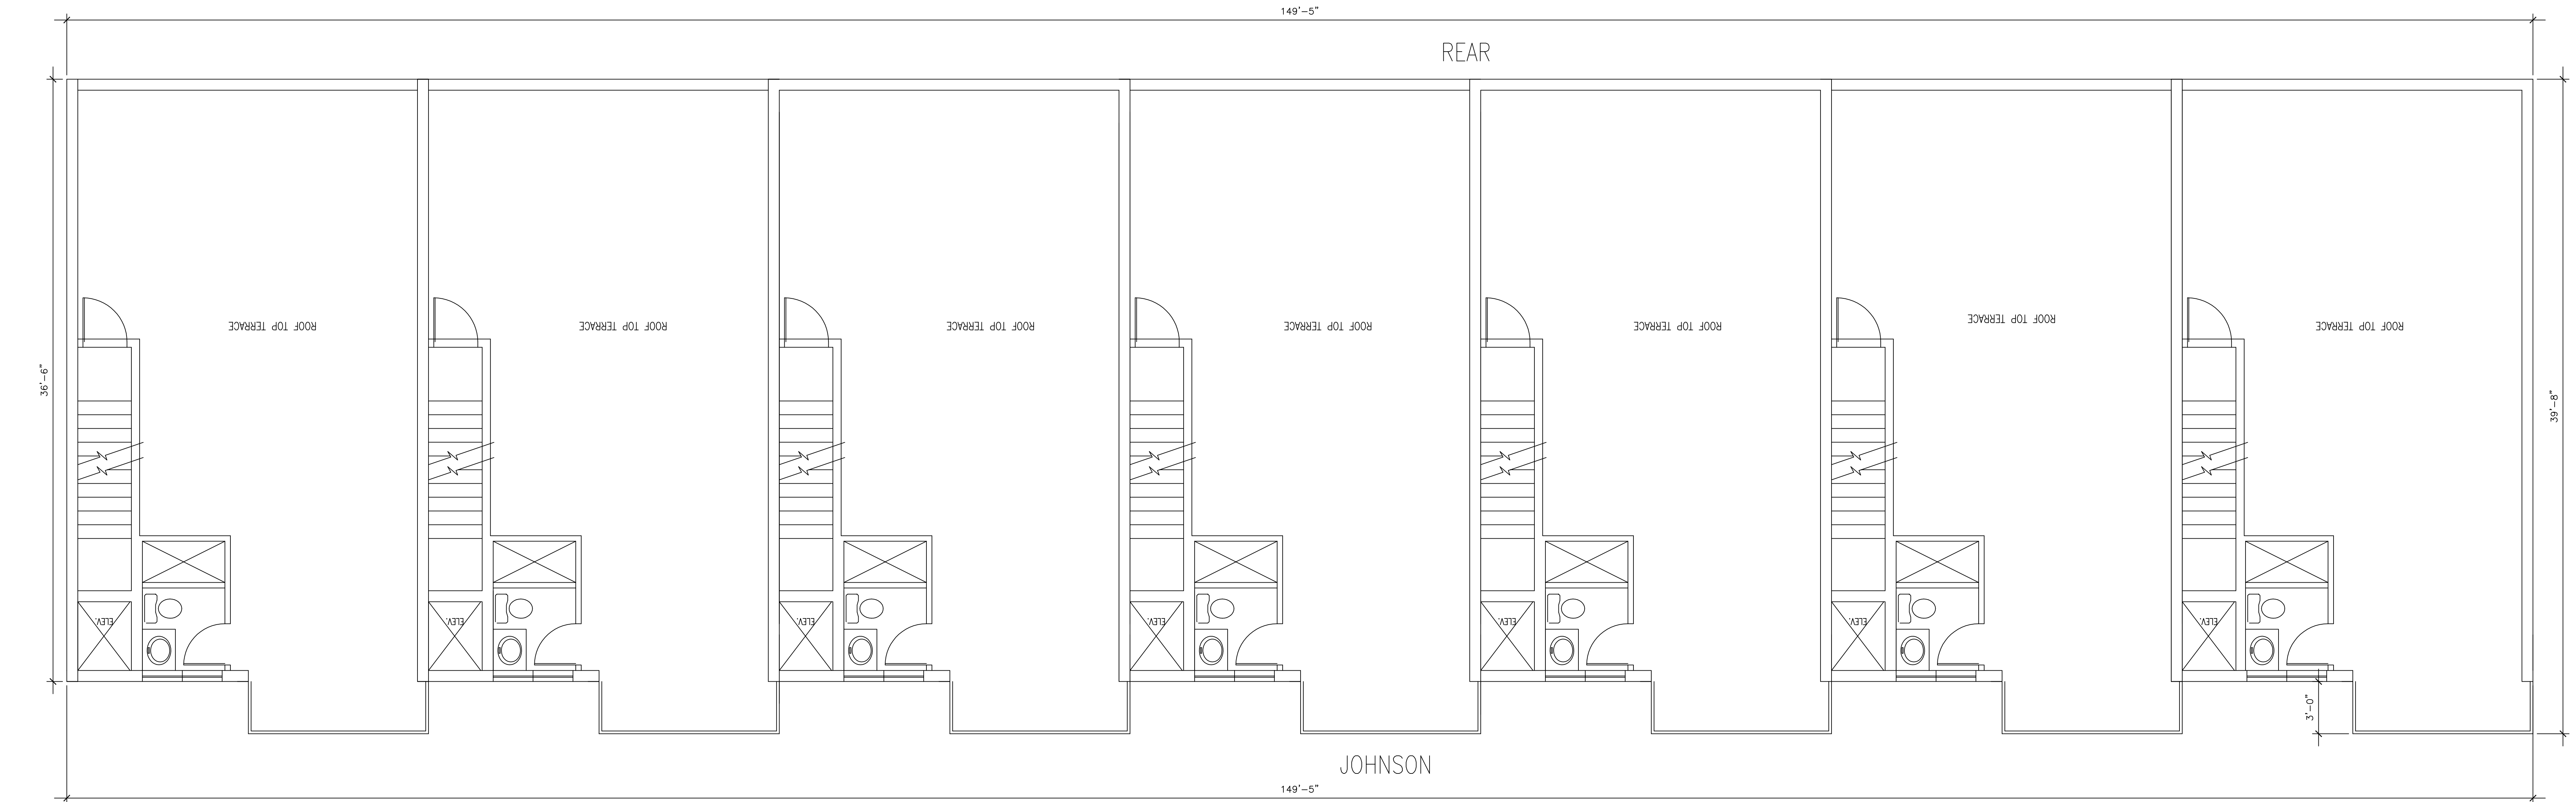 149'-5"
REAR
36'-6"
39'-8"
ROOF TOP TERRACE
ROOF TOP TERRACE
ROOF TOP TERRACE
ROOF TOP TERRACE
ROOF TOP TERRACE
ROOF TOP TERRACE
ROOF TOP TERRACE
ELEV.
ELEV.
ELEV.
ELEV.
ELEV.
ELEV.
ELEV.
3'-0"
JOHNSON
149'-5"